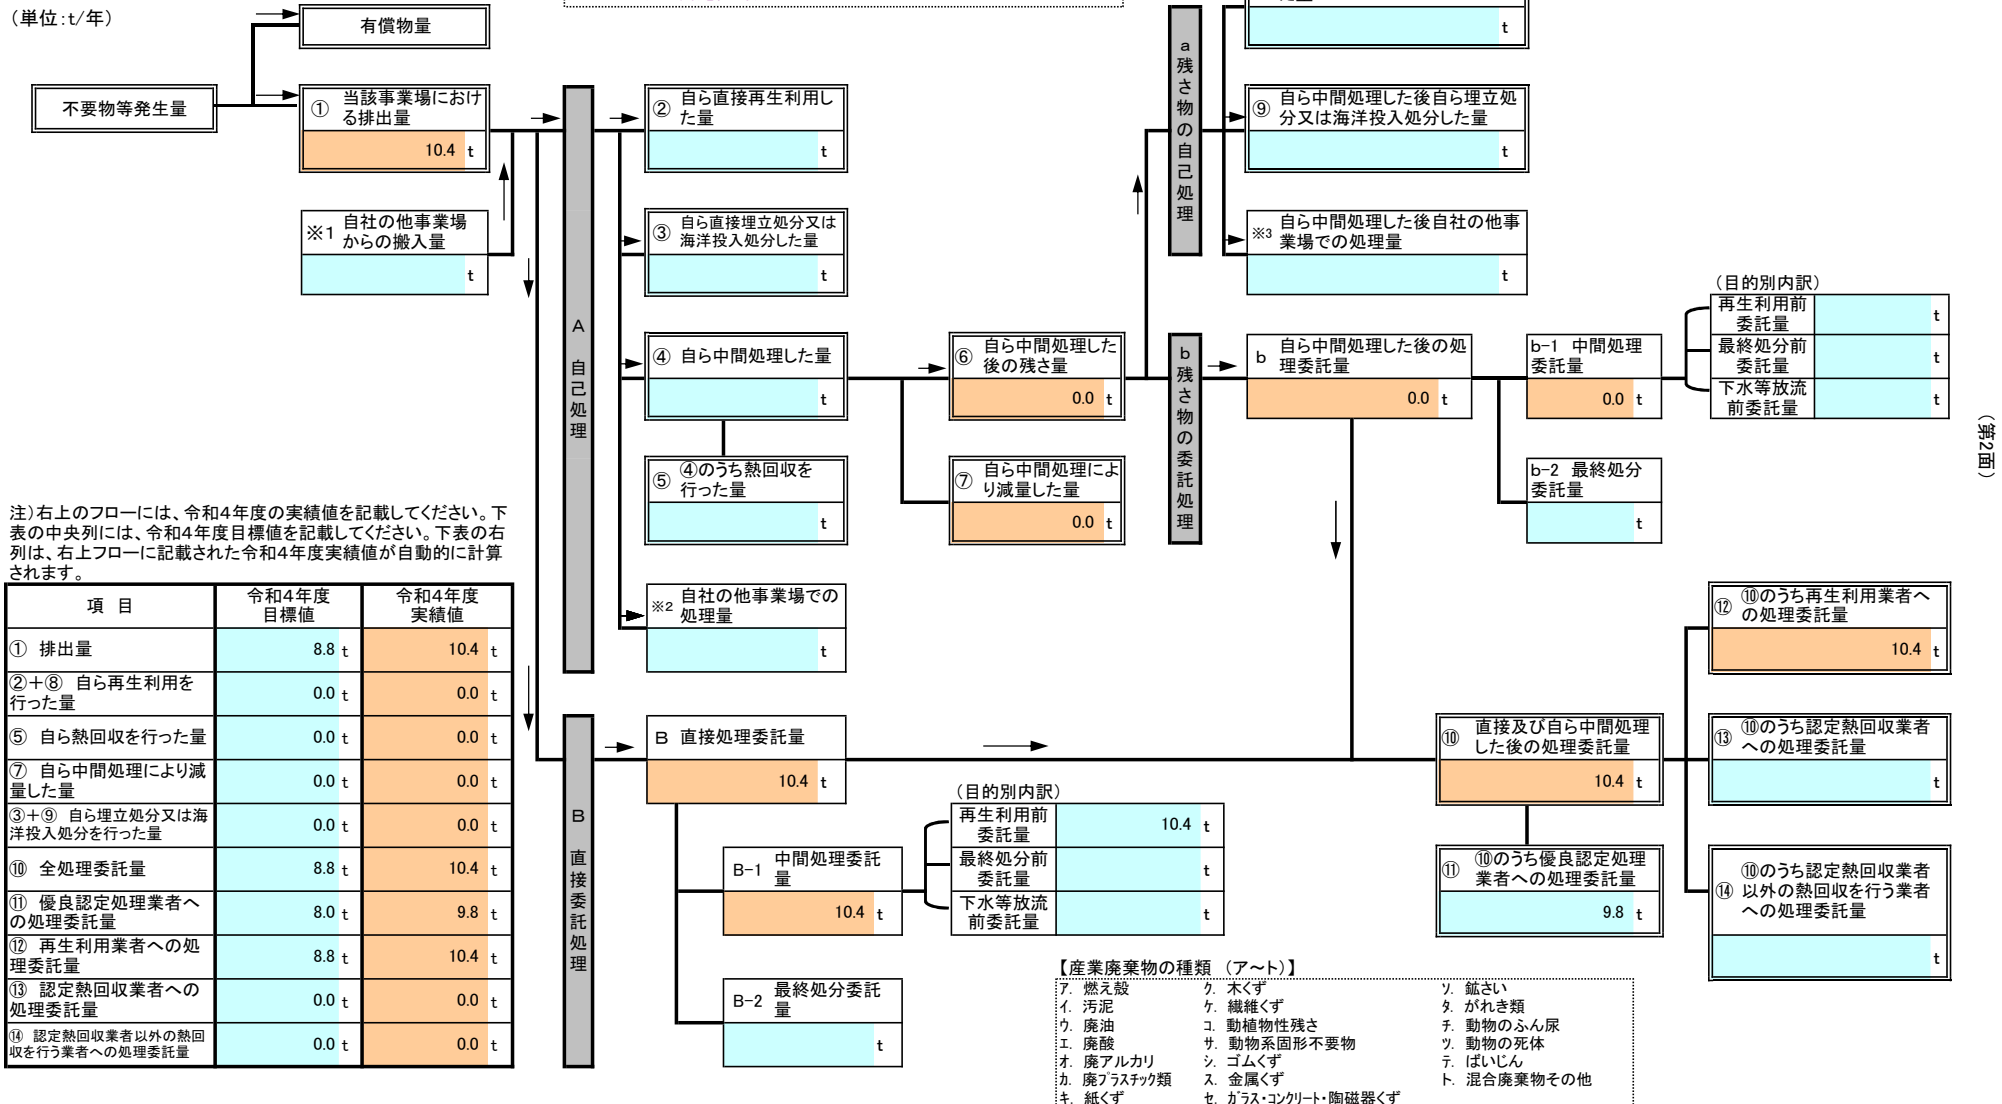 (単位:t/年)
有償物量
不要物等発生量
① 当該事業場におけ
る排出量
10.4 t
※1 自社の他事業場
からの搬入量
t
A 自己処理
② 自ら直接再生利用し
た量
t
③ 自ら直接埋立処分又は
海洋投入処分した量
t
④ 自ら中間処理した量
t
⑤ ④のうち熱回収を
行った量
t
※2 自社の他事業場での
処理量
t
⑥ 自ら中間処理した
後の残さ量
0.0 t
⑦ 自ら中間処理によ
り減量した量
0.0 t
a 残さ物の自己処理
t
⑨ 自ら中間処理した後自ら埋立処
分又は海洋投入処分した量
t
※3 自ら中間処理した後自社の他事
業場での処理量
t
b 残さ物の委託処理
b 自ら中間処理した後の処
理委託量
0.0 t
b-1 中間処理
委託量
0.0 t
b-2 最終処分
委託量
t
(目的別内訳)
再生利用前
委託量 t
最終処分前
委託量 t
下水等放流
前委託量 t
(第2面)
注)右上のフローには、令和4年度の実績値を記載してください。下
表の中央列には、令和4年度目標値を記載してください。下表の右
列は、右上フローに記載された令和4年度実績値が自動的に計算
されます。
項 目 令和4年度 目標値 令和4年度 実績値
① 排出量 8.8 t 10.4 t
②+⑧ 自ら再生利用を
行った量 0.0 t 0.0 t
⑤ 自ら熱回収を行った量 0.0 t 0.0 t
⑦ 自ら中間処理により減
量した量 0.0 t 0.0 t
③+⑨ 自ら埋立処分又は海
洋投入処分を行った量 0.0 t 0.0 t
⑩ 全処理委託量 8.8 t 10.4 t
⑪ 優良認定処理業者へ
の処理委託量 8.0 t 9.8 t
⑫ 再生利用業者への処
理委託量 8.8 t 10.4 t
⑬ 認定熱回収業者への
処理委託量 0.0 t 0.0 t
⑭ 認定熱回収業者以外の熱回
収を行う業者への処理委託量 0.0 t 0.0 t
B 直接委託処理
B 直接処理委託量
10.4 t
B-1 中間処理委託
量
10.4 t
B-2 最終処分委託
量
t
(目的別内訳)
再生利用前
委託量 10.4 t
最終処分前
委託量 t
下水等放流
前委託量 t
⑩ 直接及び自ら中間処理
した後の処理委託量
10.4 t
⑪ ⑩のうち優良認定処理
業者への処理委託量
9.8 t
⑫ ⑩のうち再生利用業者へ
の処理委託量
10.4 t
⑬ ⑩のうち認定熱回収業者
への処理委託量
t
⑭ ⑩のうち認定熱回収業者
以外の熱回収を行う業者
への処理委託量
t
【産業廃棄物の種類 (ア~ト)】
ア. 燃え殻 ク. 木くず ソ. 鉱さい
イ. 汚泥 ケ. 繊維くず タ. がれき類
ウ. 廃油 コ. 動植物性残さ チ. 動物のふん尿
エ. 廃酸 サ. 動物系固形不要物 ツ. 動物の死体
オ. 廃アルカリ シ. ゴムくず テ. ばいじん
カ. 廃プラスチック類 ス. 金属くず ト. 混合廃棄物その他
キ. 紙くず セ. ガラス・コンクリート・陶磁器くず